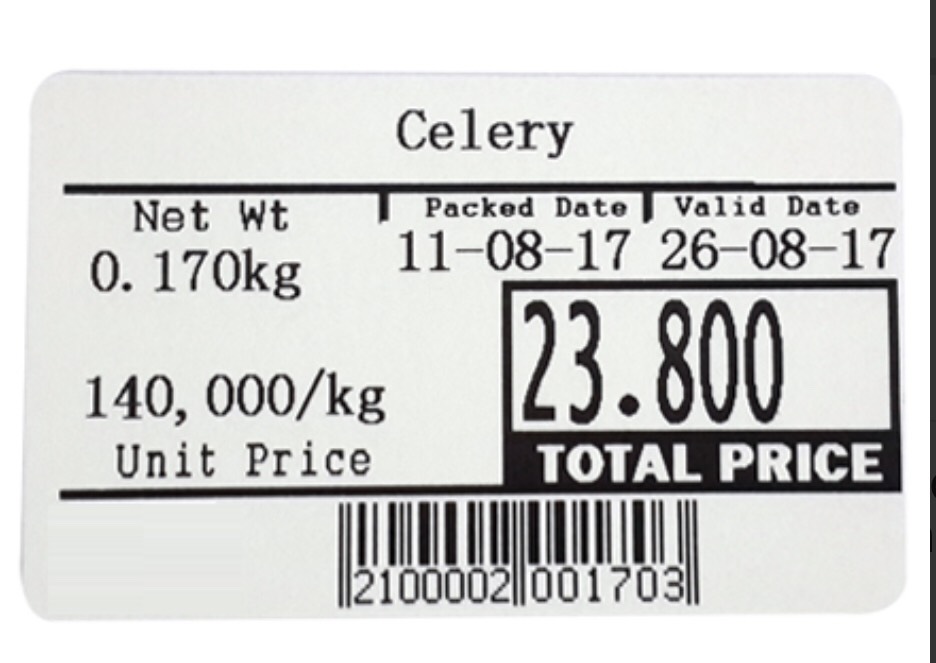 Celery
Net Wt
Packed Date
Valid Date
0.170kg
11-08-17
26-08-17
23.800
140,000/kg
Unit Price
TOTAL PRICE
2100002 001703